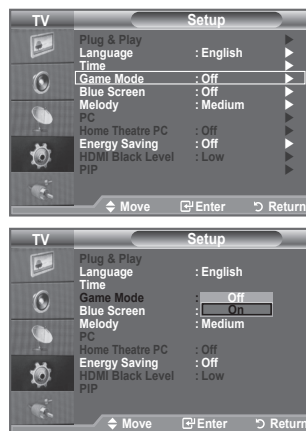 TV Setup
Plug & Play
Language : English
Time
Game Mode : Off
Blue Screen : Off
Melody : Medium
PC
Home Theatre PC : Off
Energy Saving : Off
HDMI Black Level : Low
PIP
Move Enter Return
TV Setup
Plug & Play
Language : English
Time
Game Mode : Off
Blue Screen : On
Melody : Medium
PC
Home Theatre PC : Off
Energy Saving : Off
HDMI Black Level : Low
PIP
Move Enter Return